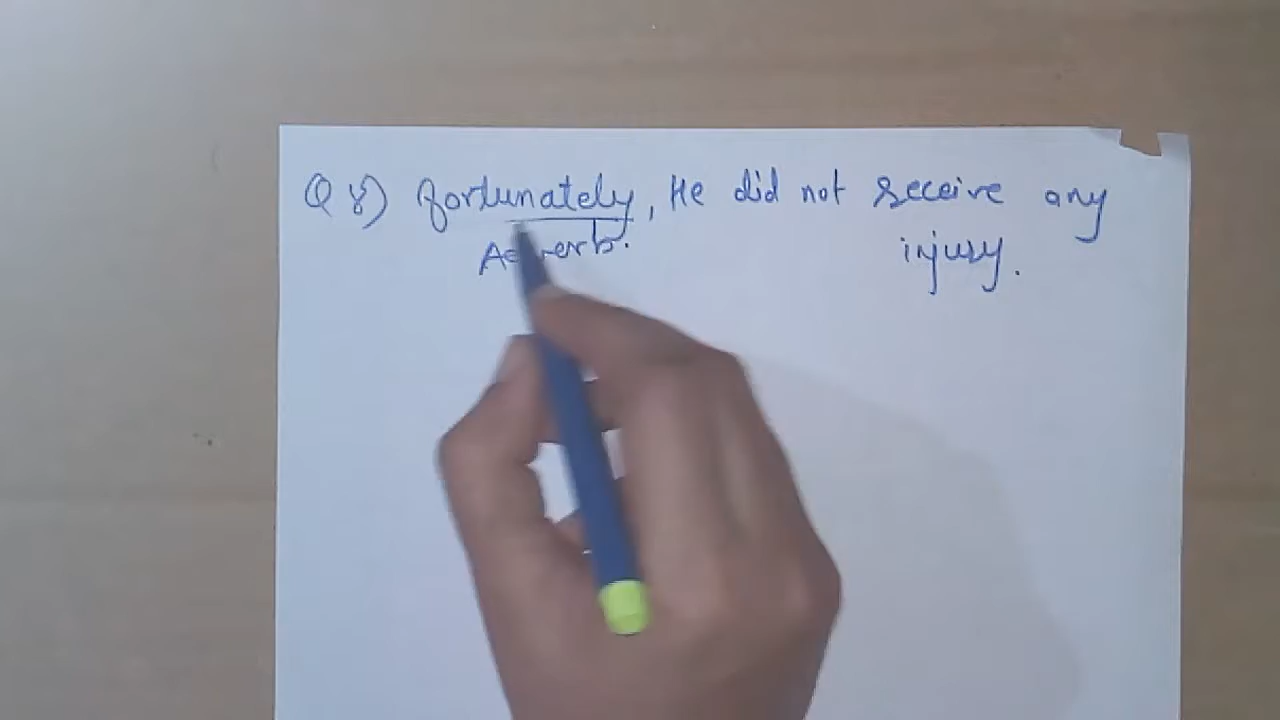 Q 8) fortunately, He did not receive any
Adverb.
injury.